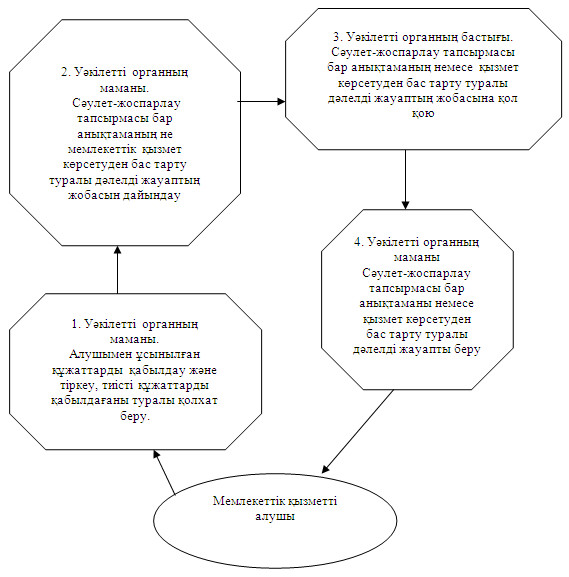 1. Уәкілетті органның
маманы.
Алушымен ұсынылған
құжаттарды қабылдау және
тіркеу, тиісті құжаттарды
қабылдағаны туралы қолхат
беру.
2. Уәкілетті органның
маманы.
Сәулет-жоспарлау
тапсырмасы бар
анықтаманың не
мемлекеттік қызмет
көрсетуден бас тарту
туралы дәлелді жауаптың
жобасын дайындау
3. Уәкілетті органның бастығы.
Сәулет-жоспарлау тапсырмасы
бар анықтаманың немесе қызмет
көрсетуден бас тарту туралы
дәлелді жауаптың жобасына қол
қою
4. Уәкілетті органның
маманы
Сәулет-жоспарлау
тапсырмасы бар
анықтаманы немесе
қызмет көрсетуден
бас тарту туралы
дәлелді жауапты беру
Мемлекеттік қызметті
алушы